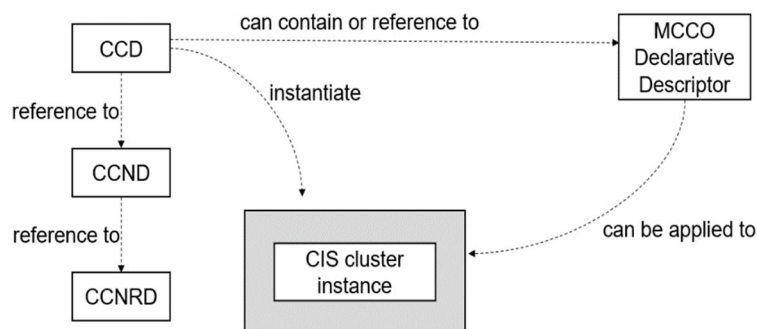 can contain or reference to
CCD
MCCO
Declarative
Descriptor
instantiate
reference to
CCND
reference to
can be applied to
CIS cluster
instance
CCNRD